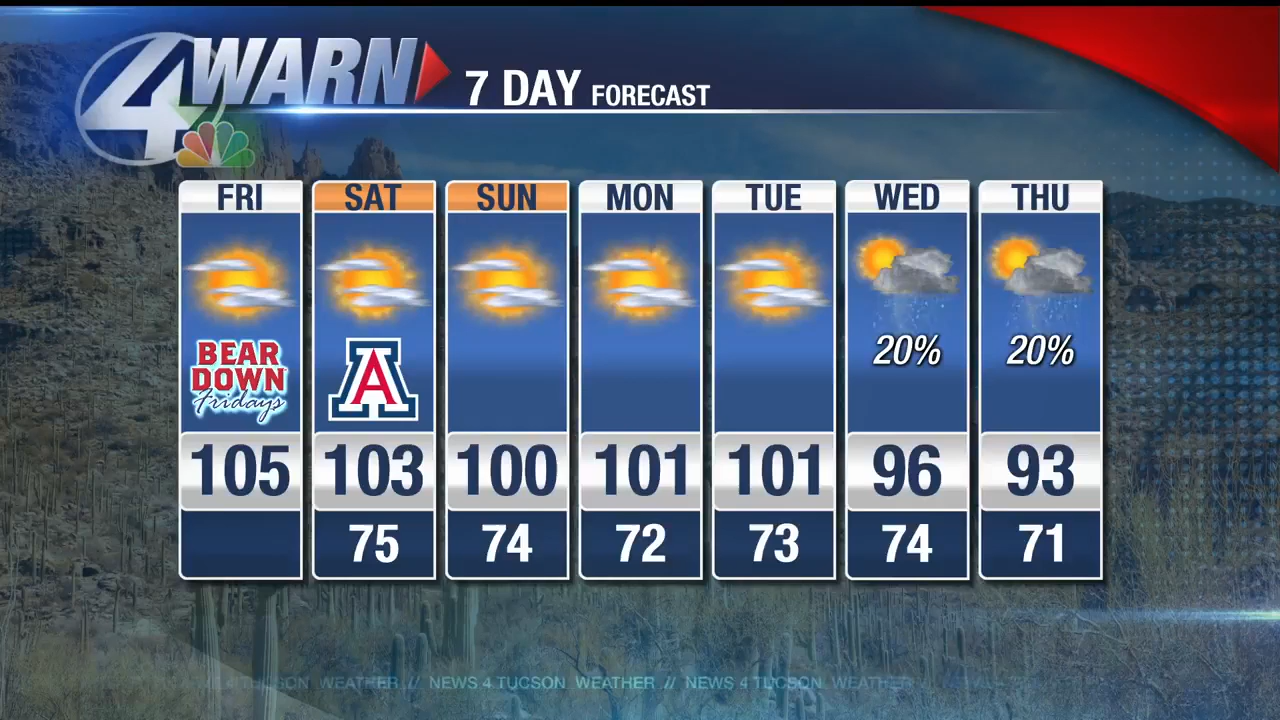 4WARN
7 DAY FORECAST
FRI SAT SUN MON TUE WED THU
BEAR
DOWN
Fridays
A
20% 20%
105 103 100 101 101 96 93
75 74 72 73 74 71
WEATHER // NEWS 4 TUCSON WEATHER // NEWS 4 TUCSON WEATHER